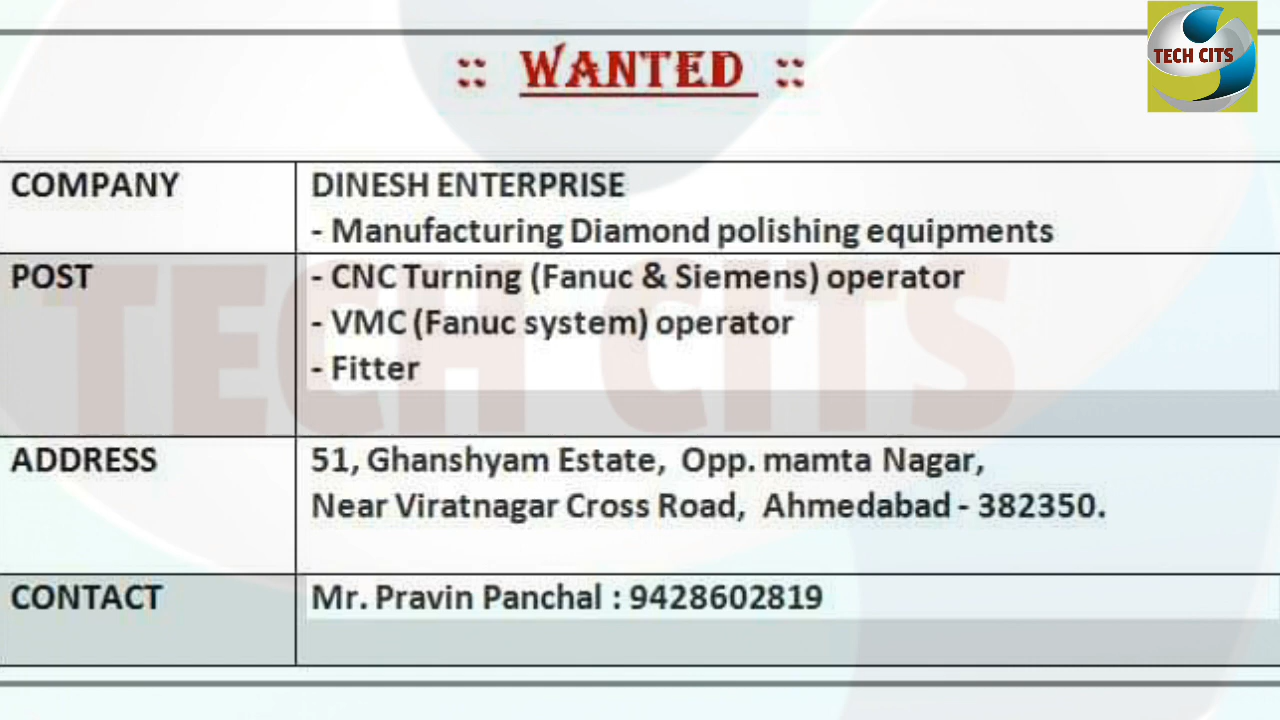 TECH CITS
:: WANTED ::
COMPANY
DINESH ENTERPRISE
- Manufacturing Diamond polishing equipments
POST
- CNC Turning (Fanuc & Siemens) operator
- VMC (Fanuc system) operator
- Fitter
TECH CITS
ADDRESS
51, Ghanshyam Estate, Opp. mamta Nagar,
Near Viratnagar Cross Road, Ahmedabad - 382350.
CONTACT
Mr. Pravin Panchal : 9428602819